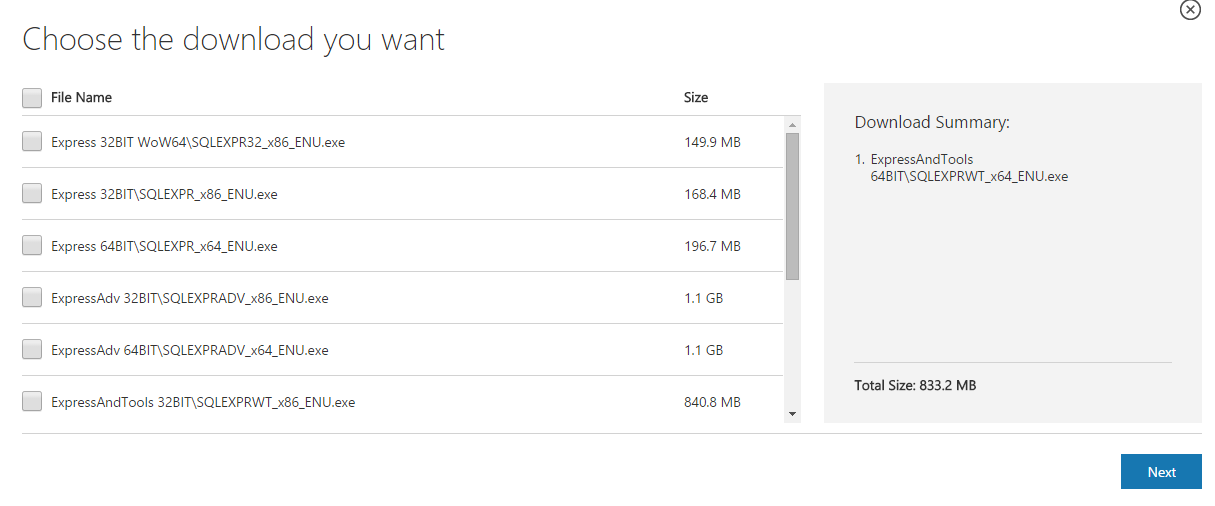 Choose the download you want
File Name Size
Express 32BIT WoW64\SQLEXPR32_x86_ENU.exe 149.9 MB
Express 32BIT\SQLEXPR_x86_ENU.exe 168.4 MB
Express 64BIT\SQLEXPR_x64_ENU.exe 196.7 MB
ExpressAdv 32BIT\SQLEXPRADV_x86_ENU.exe 1.1 GB
ExpressAdv 64BIT\SQLEXPRADV_x64_ENU.exe 1.1 GB
ExpressAndTools 32BIT\SQLEXPRWT_x86_ENU.exe 840.8 MB
Download Summary:
1. ExpressAndTools
64BIT\SQLEXPRWT_x64_ENU.exe
Total Size: 833.2 MB
Next